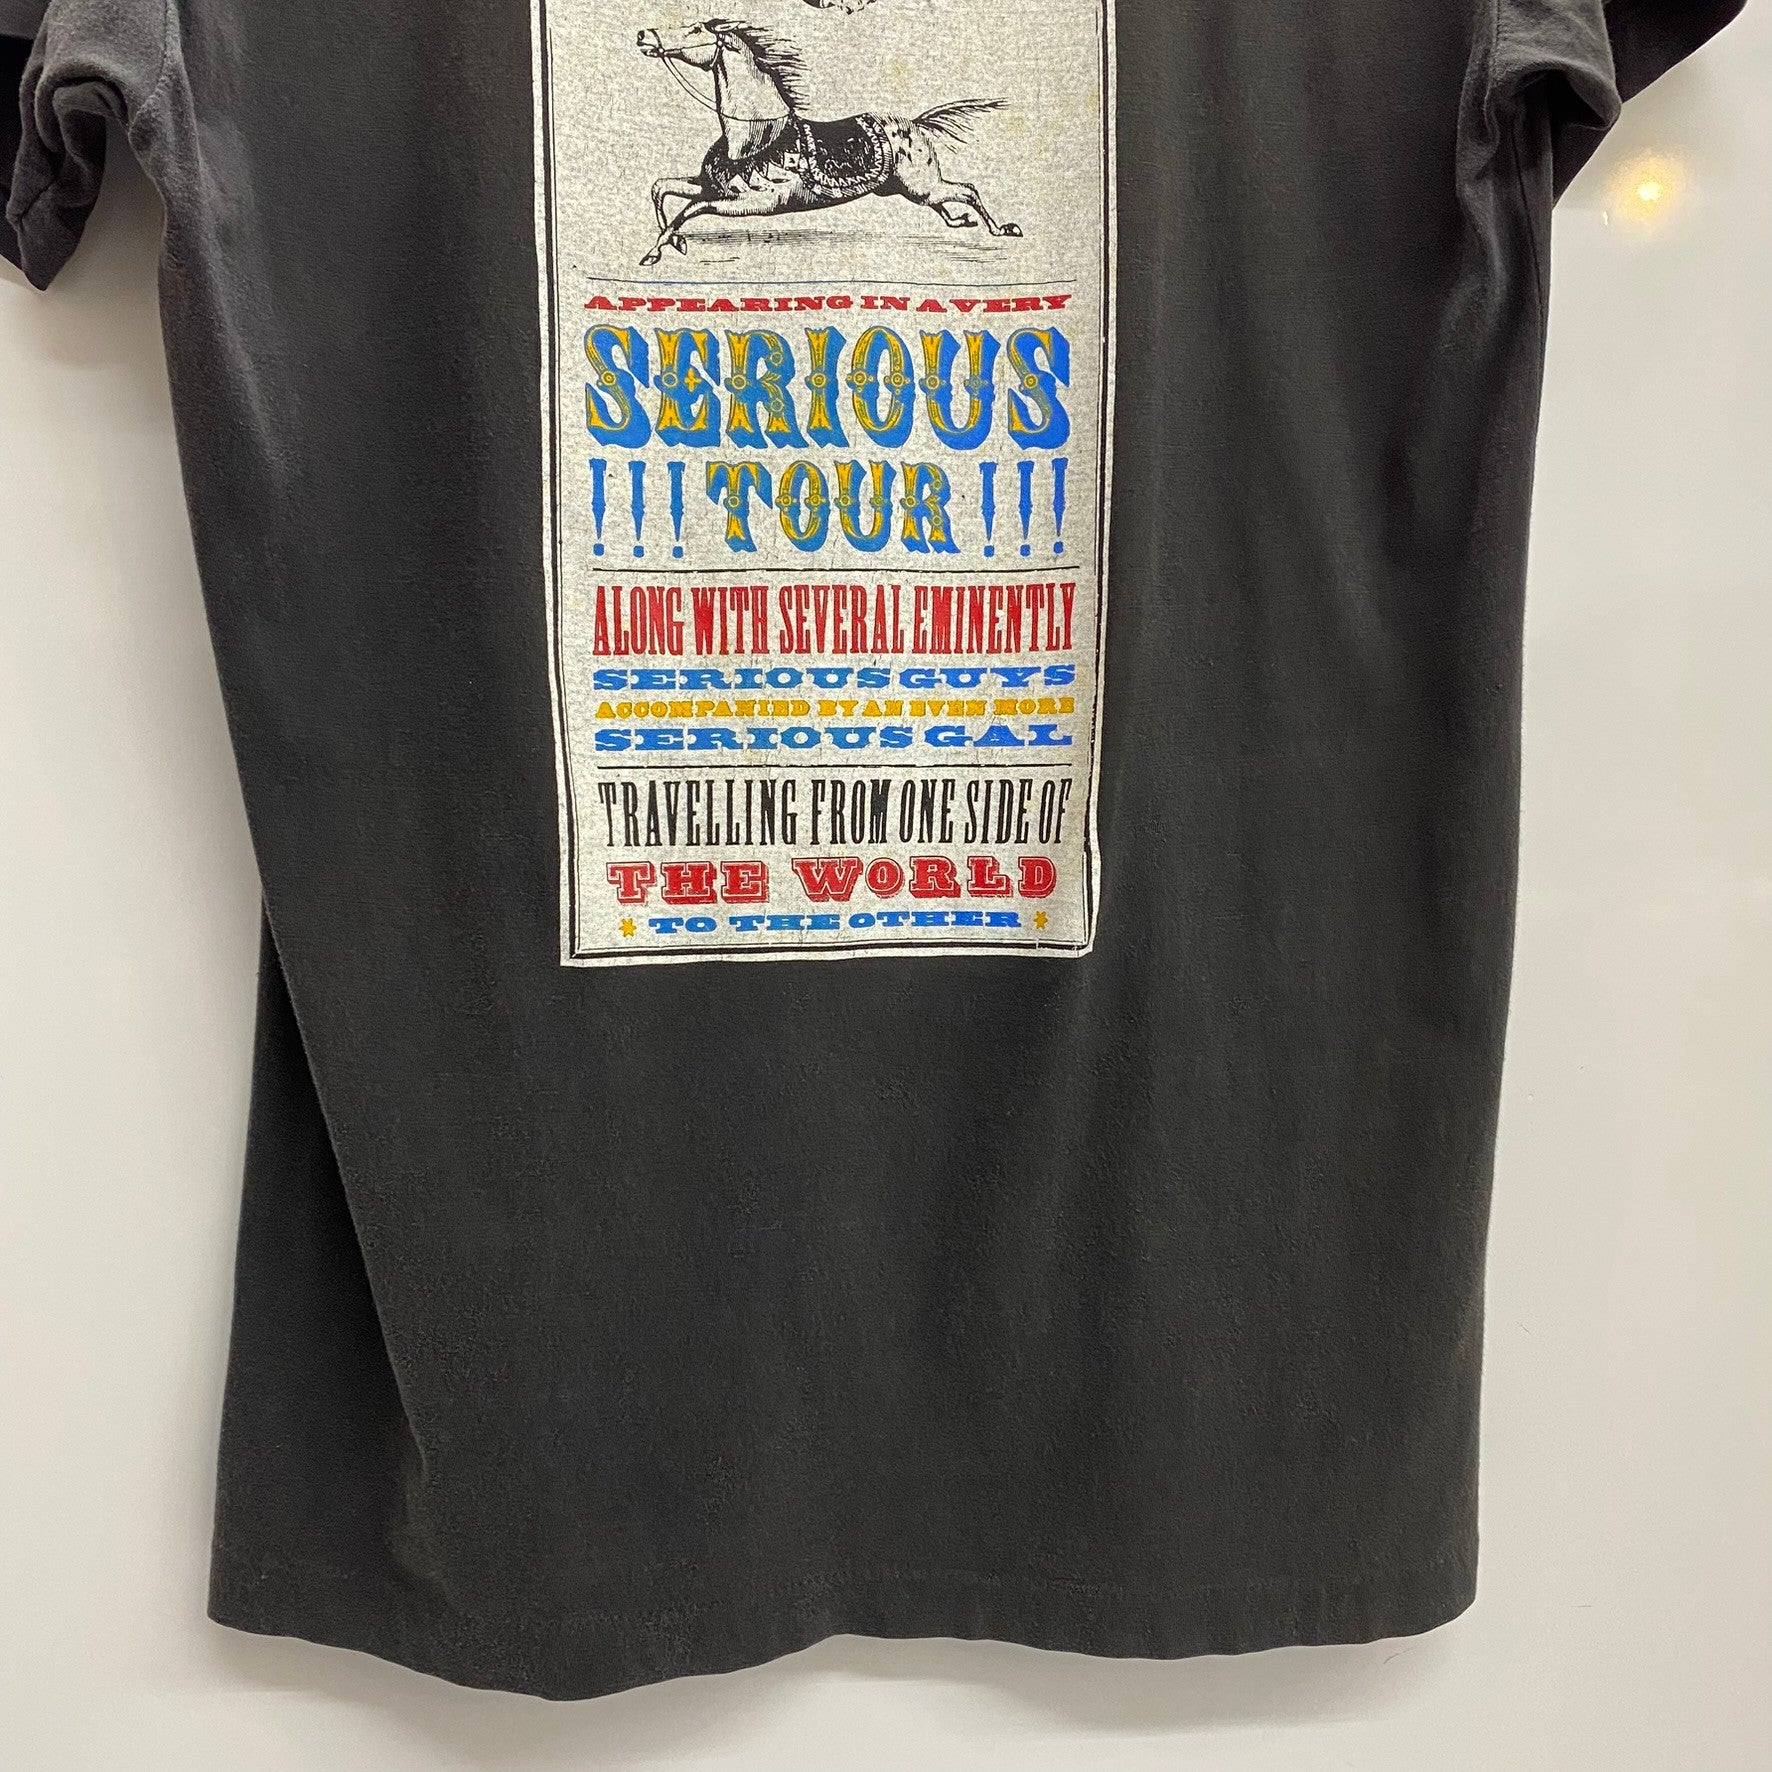 APPEARING IN A VERY
SERIOUS
!!! TOUR !!!
ALONG WITH SEVERAL EMINENTLY
SERIOUS GUYS
ACCOMPANIED BY AN EVEN MORE
SERIOUS GAL
TRAVELLING FROM ONE SIDE OF
THE WORLD
* TO THE OTHER *